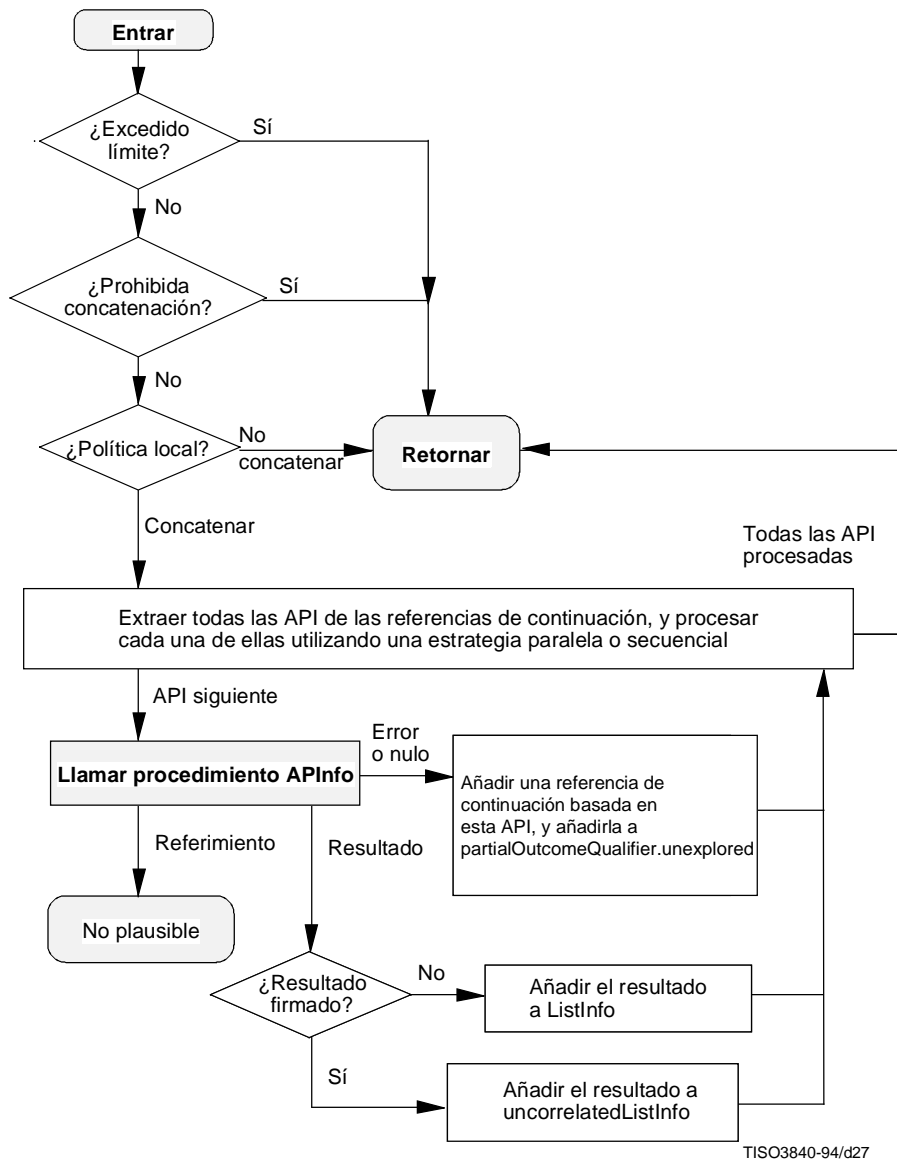 Entrar
¿Excedido
límite?
Sí
No
¿Prohibida
concatenación?
Sí
No
¿Política local?
No
concatenar
Retornar
Concatenar
Todas las API
procesadas
Extraer todas las API de las referencias de continuación, y procesar
cada una de ellas utilizando una estrategia paralela o secuencial
API siguiente
Llamar procedimiento APInfo
Error
o nulo
Añadir una referencia de
continuación basada en
esta API, y añadirla a
partialOutcomeQualifier.unexplored
Referimiento
Resultado
No plausible
¿Resultado
firmado?
No
Añadir el resultado
a ListInfo
Sí
Añadir el resultado a
uncorrelatedListInfo
TISO3840-94/d27